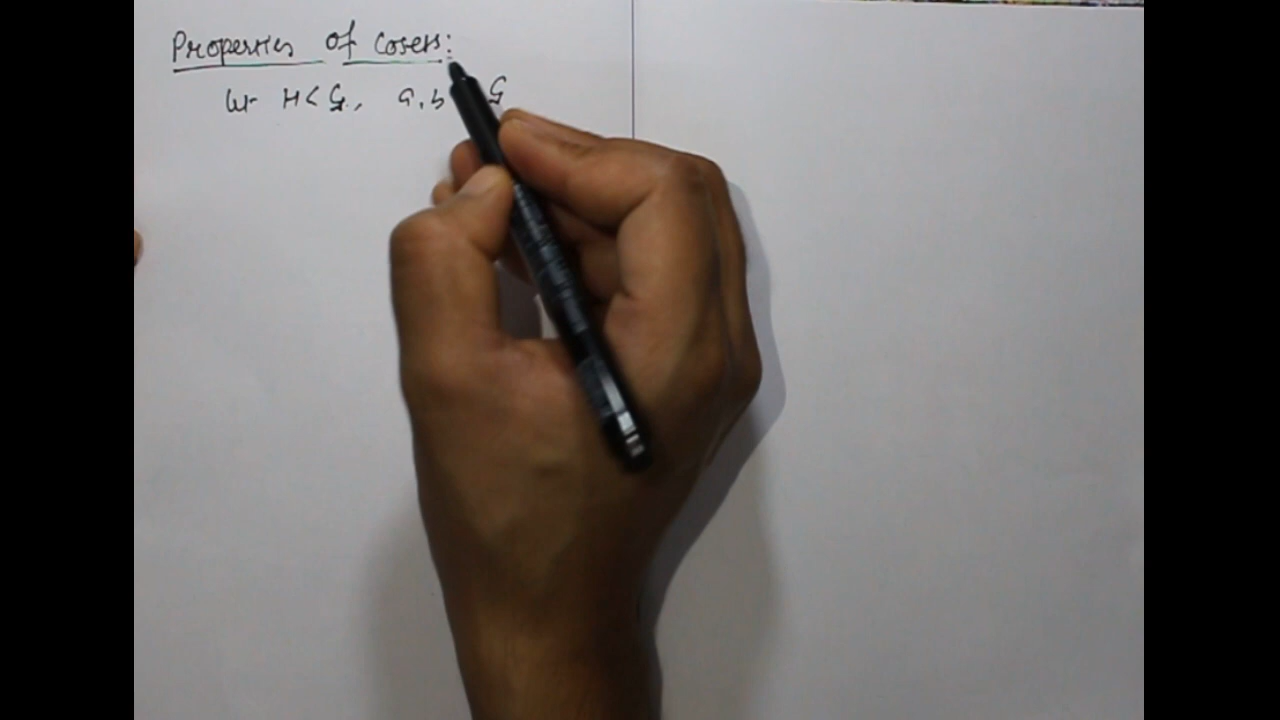 Properties of Cosets:
Let H < G, a, b G